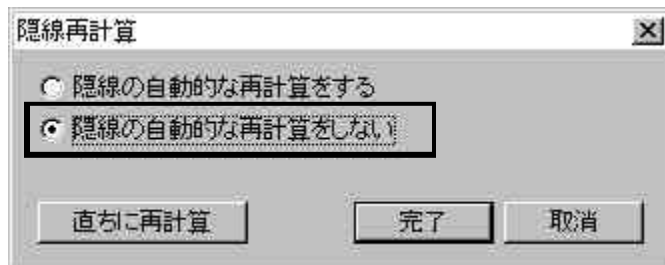 隠線再計算
隠線の自動的な再計算をする
隠線の自動的な再計算をしない
直ちに再計算 完了 取消